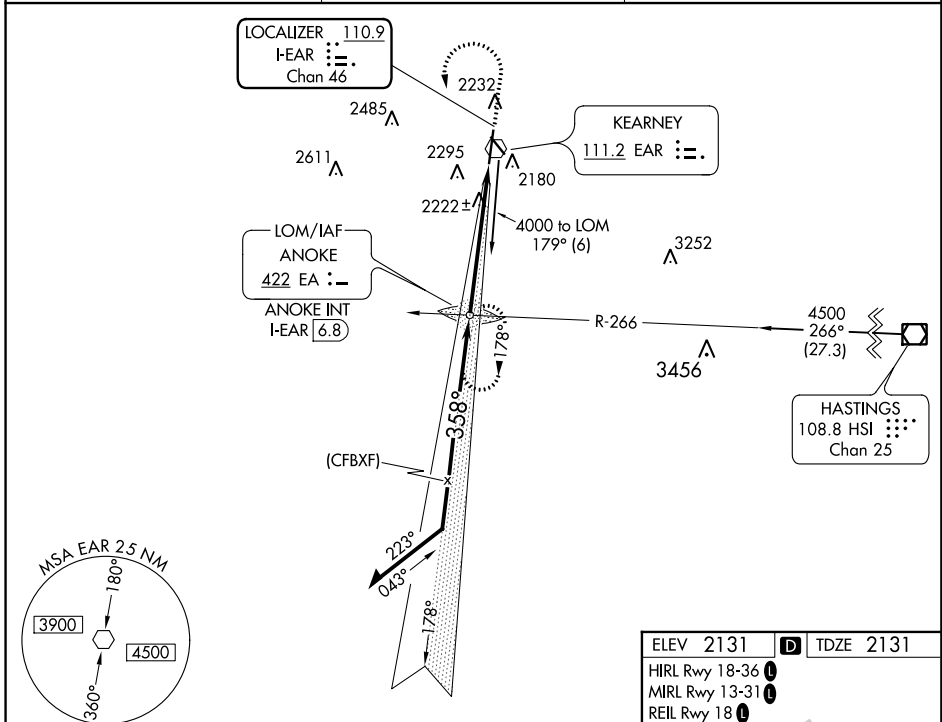 LOCALIZER 110.9
I-EAR
Chan 46
2232
2485
KEARNEY
111.2 EAR
2611
2295
2180
2222±
4000 to LOM
179° (6)
LOM/IAF
ANOKE
422 EA
3252
ANOKE INT
I-EAR 6.8
R-266
4500
266°
(27.3)
178°
3456
HASTINGS
108.8 HSI
Chan 25
358°
(CFBXF)
223°
043°
178°
MSA EAR 25 NM
180°
3900
4500
360°
ELEV 2131 D TDZE 2131
HIRL Rwy 18-36 L
MIRL Rwy 13-31 L
REIL Rwy 18 L